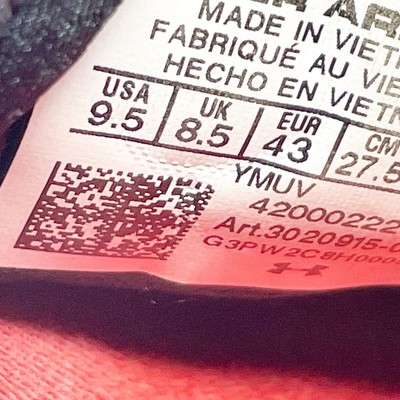 MADE IN VIET
FABRIQUÉ AU VIE
HECHO EN VIETN
USA UK EUR CM
9.5 8.5 43 27.5
YMUV
42000222
Art.3020915-0